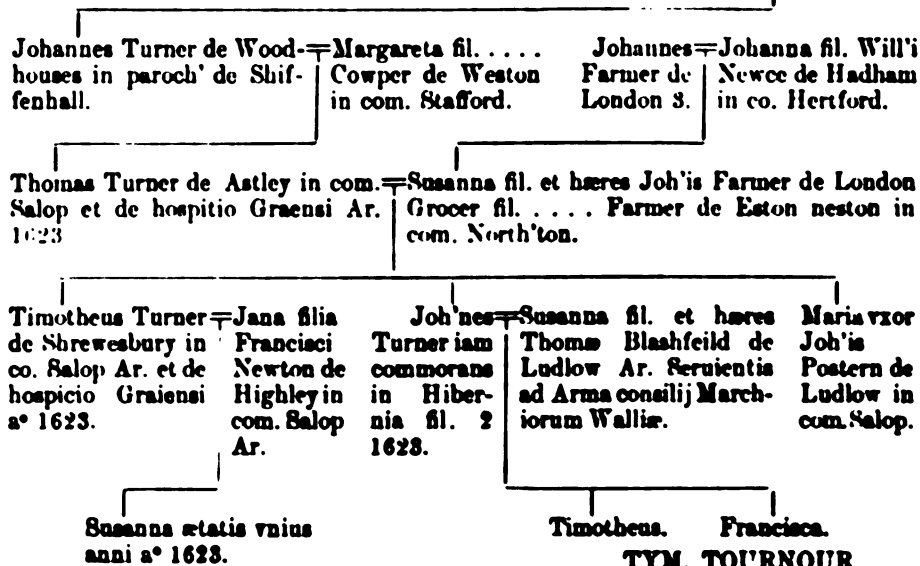 Johannes Turner de Wood-
houses in paroch' de Shif-
fenhall.
Margareta fil. . . . . .
Cowper de Weston
in com. Stafford.
Johannes
Farmer de
London 3.
Johanna fil. Will'i
Newce de Hadham
in co. Hertford.
Thomas Turner de Astley in com.
Salop et de hospitio Graensi Ar.
1623
Susanna fil. et hæres Joh'is Farmer de London
Grocer fil. . . . . . Farmer de Eston neston in
com. North'ton.
Timotheus Turner
de Shrewesbury in
co. Salop Ar. et de
hospicio Graiensi
aº 1623.
Jana filia
Francisci
Newton de
Highley in
com. Salop
Ar.
Joh'nes
Turner iam
commorans
in Hiber-
nia fil. 2
1623.
Susanna fil. et hæres
Thomæ Blashfeild de
Ludlow Ar. Seruientis
ad Arma consilij March-
iorum Walliæ.
Maria vxor
Joh'is
Postern de
Ludlow in
com. Salop.
Susanna ætatis vnius
anni aº 1623.
Timotheus.
Francisca.
TYM. TOURNOUR